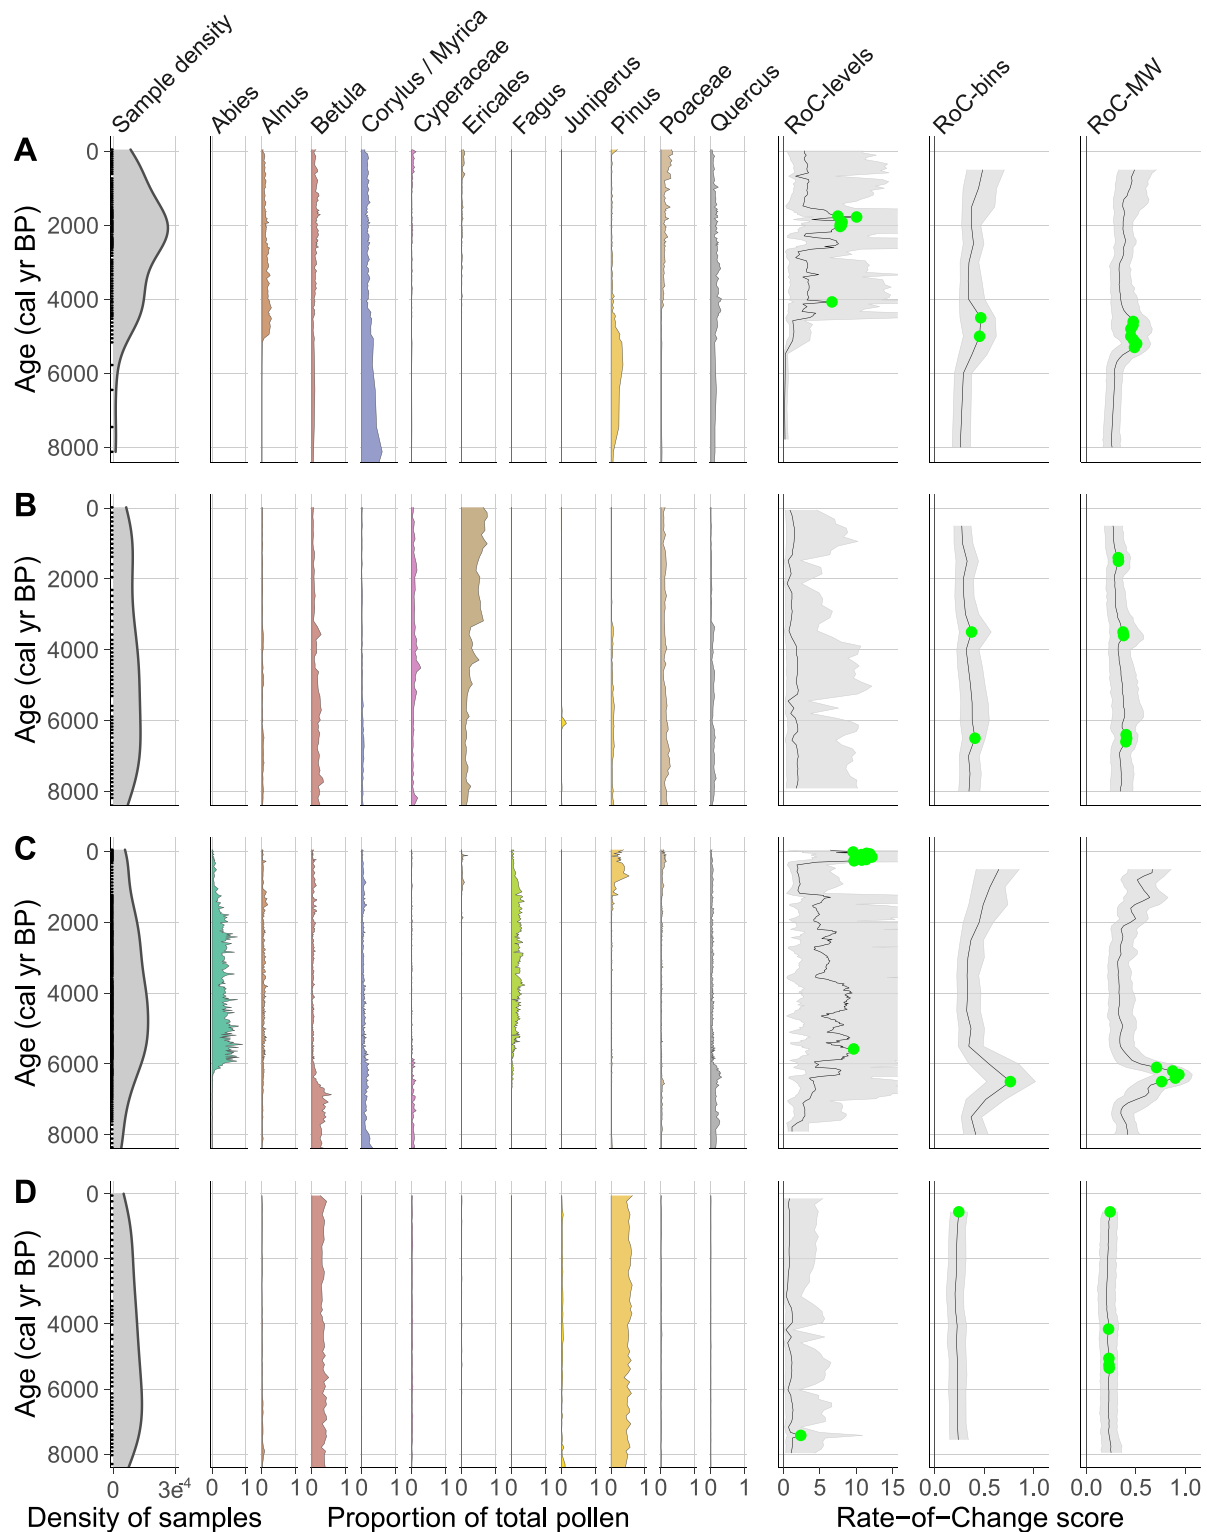 Sample density
Abies
Alnus
Betula
Corylus / Myrica
Cyperaceae
Ericales
Fagus
Juniperus
Pinus
Poaceae
Quercus
RoC-levels
RoC-bins
RoC-MW
A
Age (cal yr BP)
0
2000
4000
6000
8000
B
Age (cal yr BP)
0
2000
4000
6000
8000
C
Age (cal yr BP)
0
2000
4000
6000
8000
D
Age (cal yr BP)
0
2000
4000
6000
8000
0 3e⁻⁴ 0 1 0 1 0 1 0 1 0 1 0 1 0 1 0 1 0 1 0 1 0 1 0 5 10 15 0.0 0.5 1.0 0.0 0.5 1.0
Density of samples Proportion of total pollen Rate−of−Change score